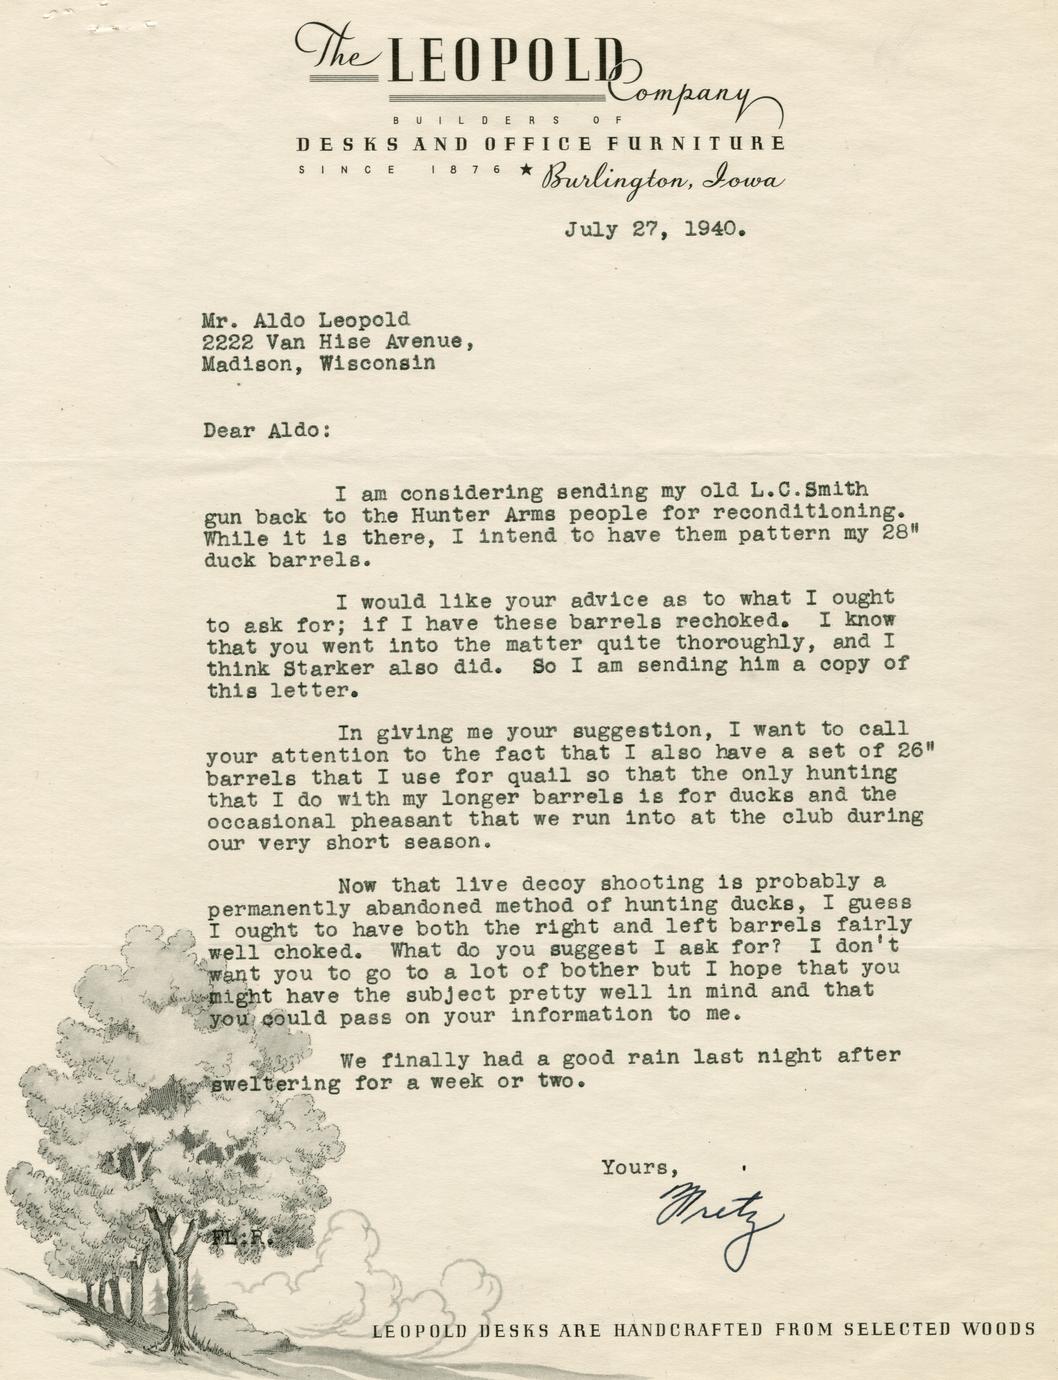 The LEOPOLD Company
BUILDERS OF
DESKS AND OFFICE FURNITURE
SINCE 1876 ★ Burlington, Iowa
July 27, 1940.
Mr. Aldo Leopold
2222 Van Hise Avenue,
Madison, Wisconsin
Dear Aldo:
I am considering sending my old L.C.Smith
gun back to the Hunter Arms people for reconditioning.
While it is there, I intend to have them pattern my 28"
duck barrels.
I would like your advice as to what I ought
to ask for; if I have these barrels rechoked.  I know
that you went into the matter quite thoroughly, and I
think Starker also did.  So I am sending him a copy of
this letter.
In giving me your suggestion, I want to call
your attention to the fact that I also have a set of 26"
barrels that I use for quail so that the only hunting
that I do with my longer barrels is for ducks and the
occasional pheasant that we run into at the club during
our very short season.
Now that live decoy shooting is probably a
permanently abandoned method of hunting ducks, I guess
I ought to have both the right and left barrels fairly
well choked.  What do you suggest I ask for?  I don't
want you to go to a lot of bother but I hope that you
might have the subject pretty well in mind and that
you could pass on your information to me.
We finally had a good rain last night after
sweltering for a week or two.
Yours,
Fretz
FL:R.
LEOPOLD DESKS ARE HANDCRAFTED FROM SELECTED WOODS